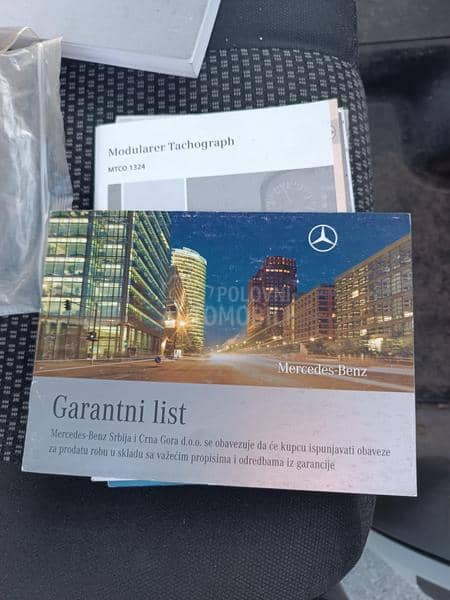 Modularer Tachograph
MTCO 1324
POLOVNI
Mercedes-Benz
Garantni list
Mercedes-Benz Srbija i Crna Gora d.o.o. se obavezuje da će kupcu ispunjavati obaveze
za prodatu robu u skladu sa važećim propisima i odredbama iz garancije